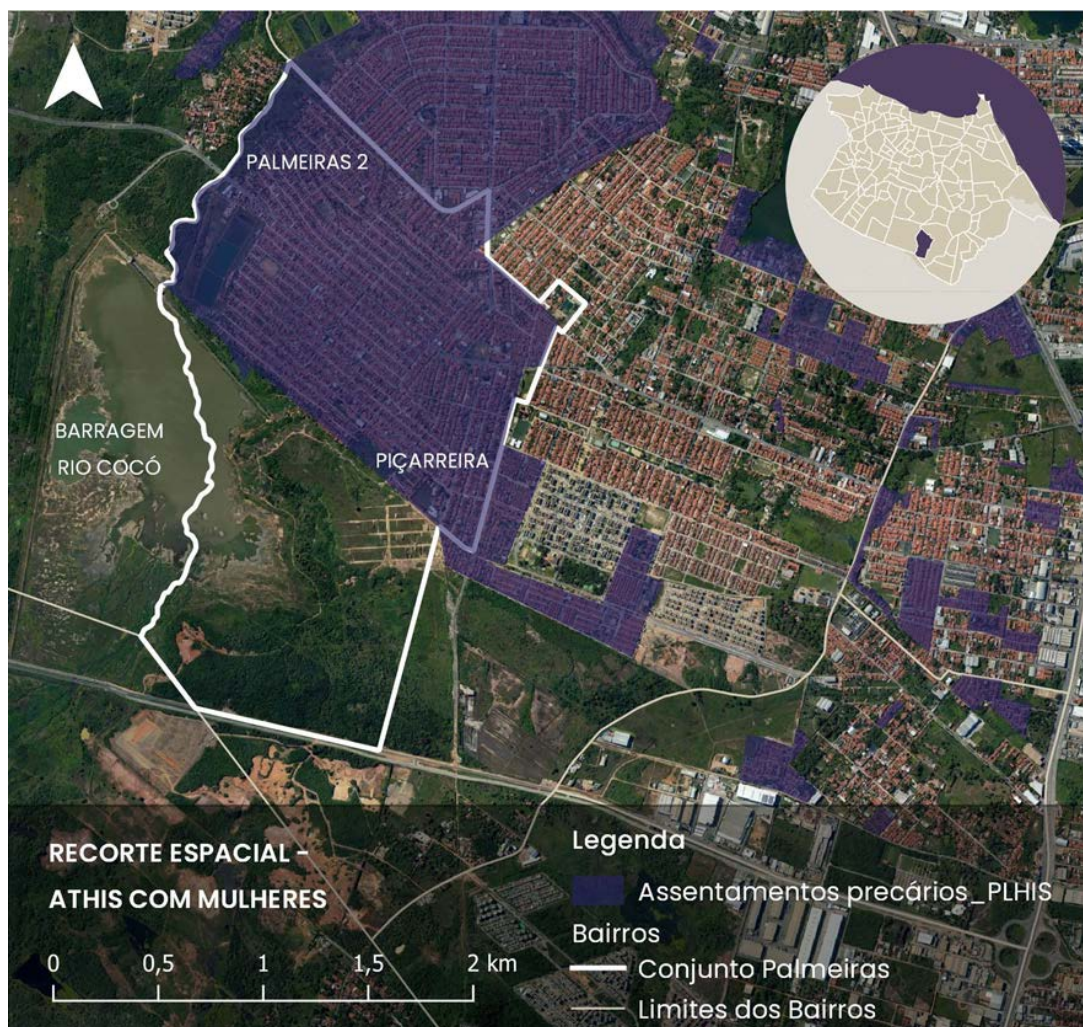 PALMEIRAS 2
BARRAGEM
RIO COCÓ
PIÇARREIRA
RECORTE ESPACIAL -
ATHIS COM MULHERES
0 0,5 1 1,5 2 km
Legenda
Assentamentos precários_PLHIS
Bairros
Conjunto Palmeiras
Limites dos Bairros